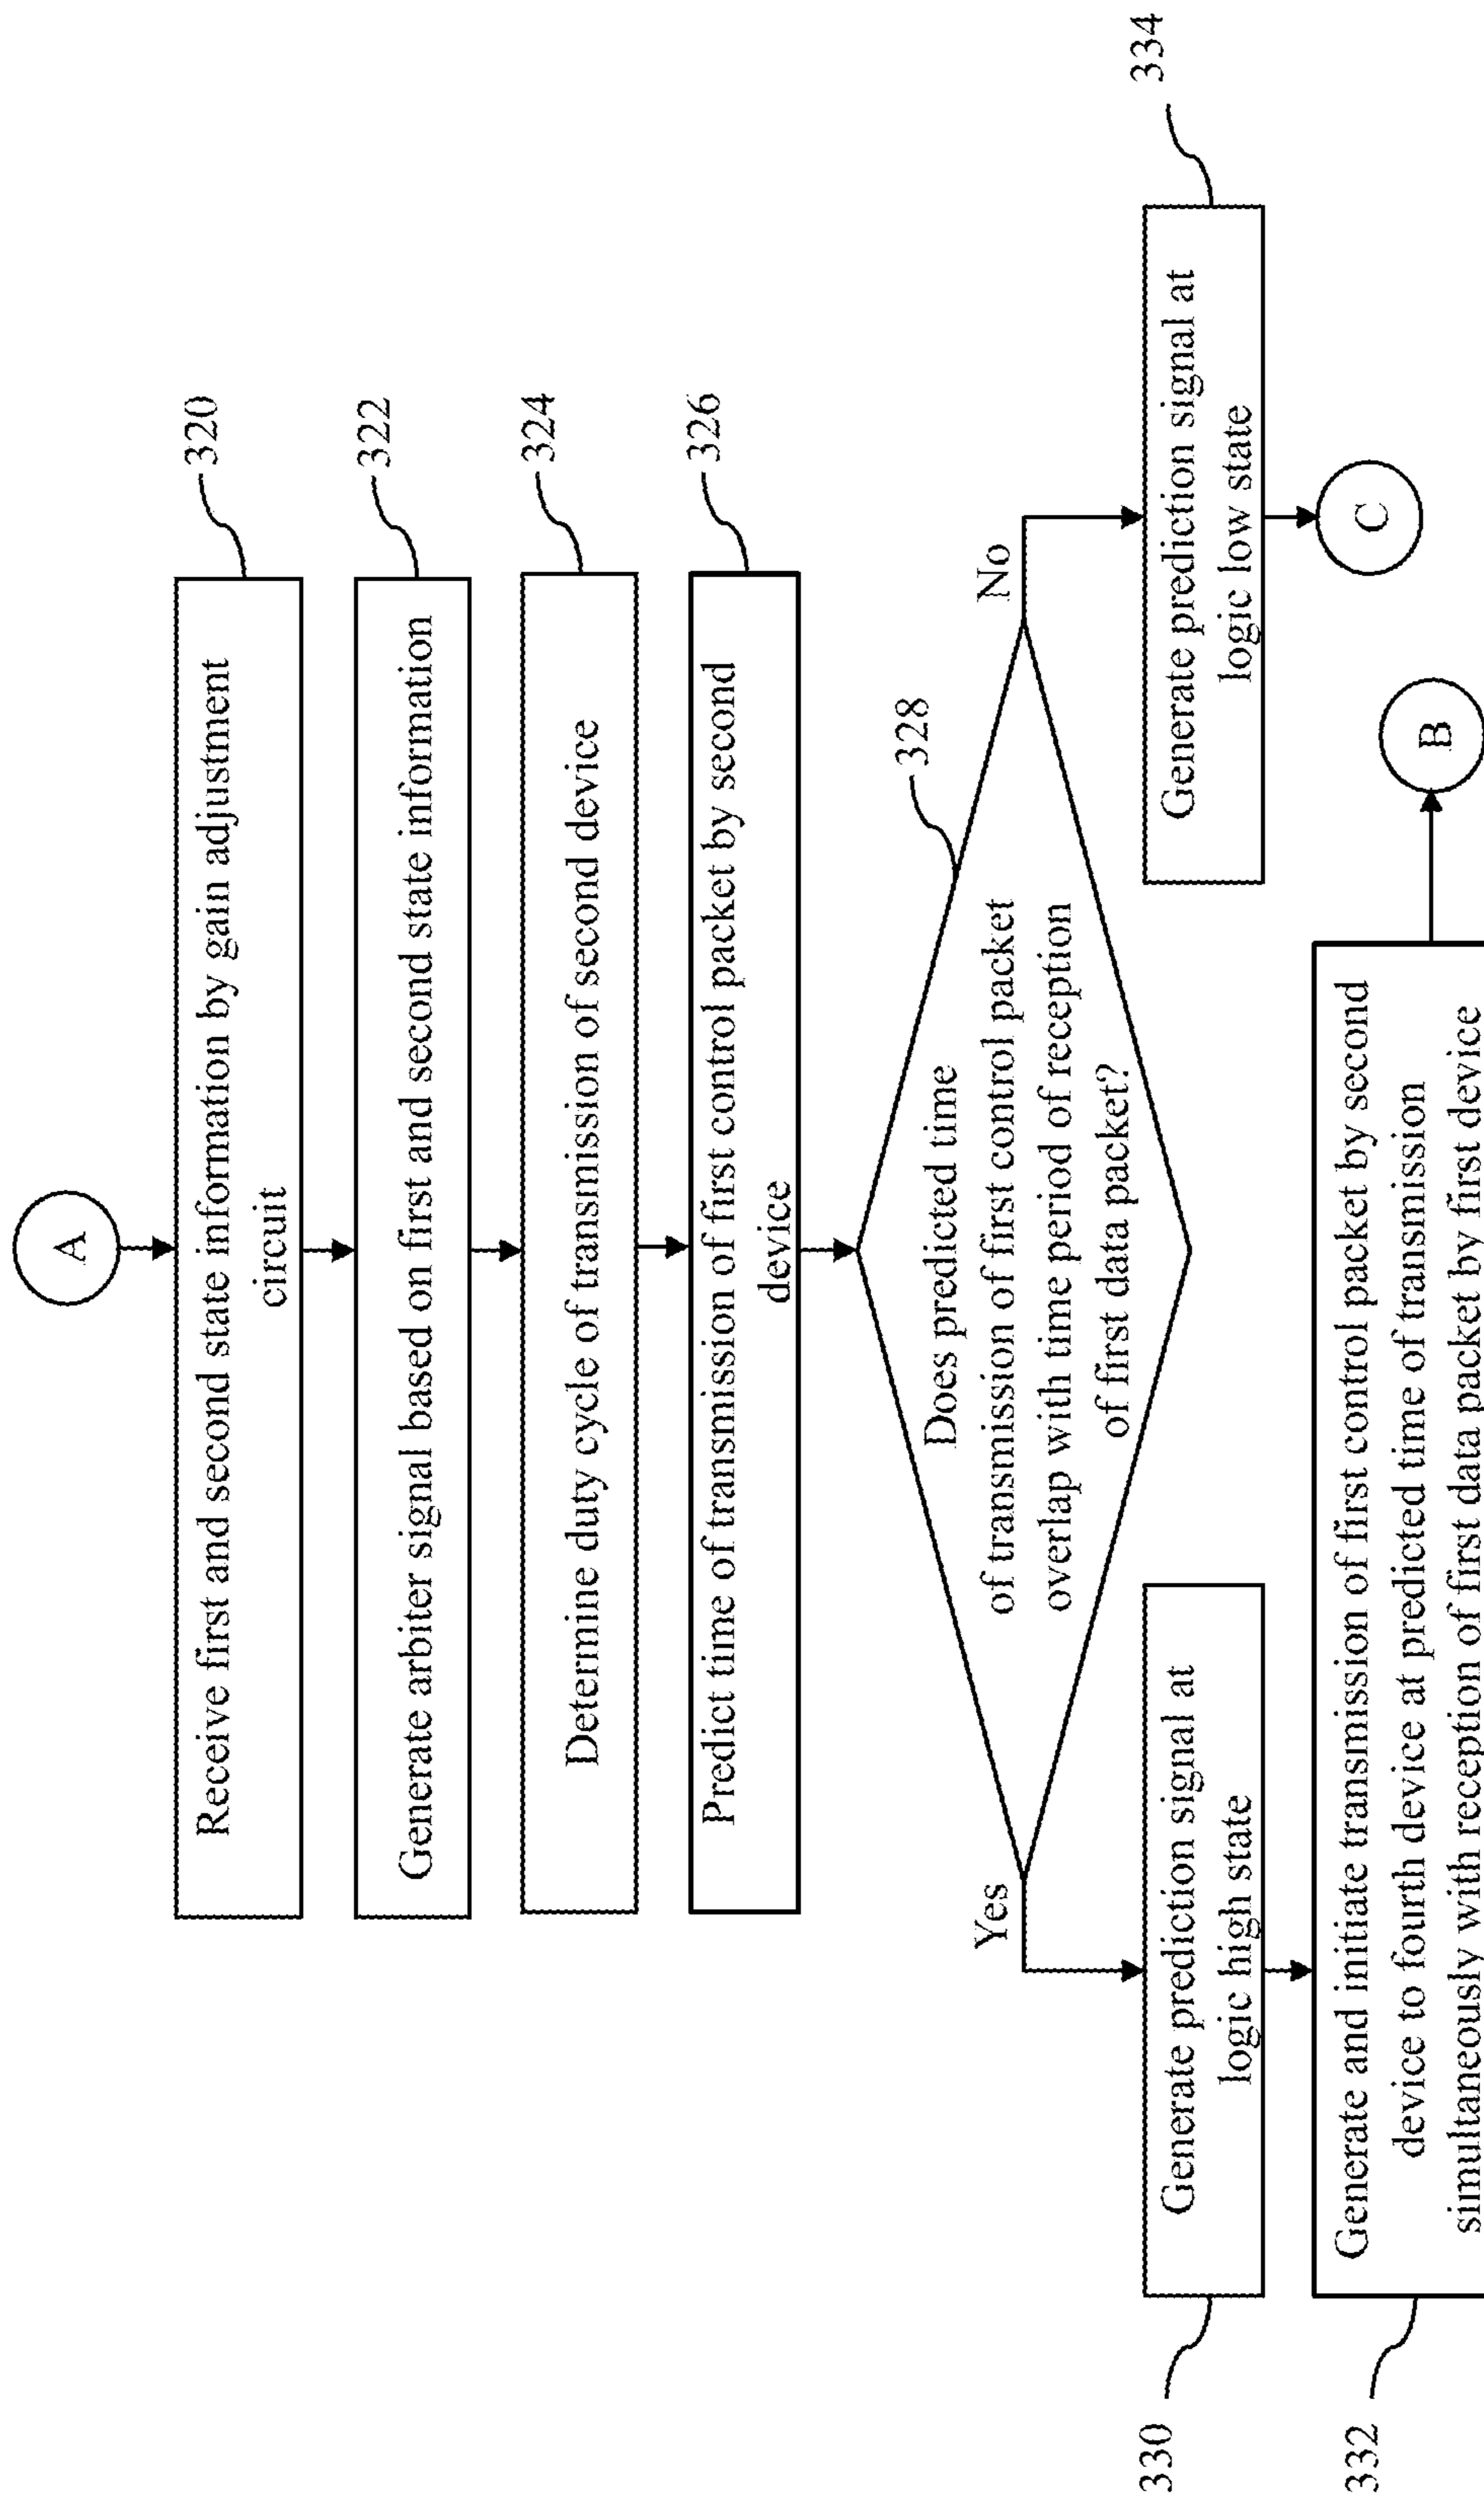 A
Receive first and second state information by gain adjustment
circuit
320
Generate arbiter signal based on first and second state information
322
Determine duty cycle of transmission of second device
324
Predict time of transmission of first control packet by second
device
326
Does predicted time
of transmission of first control packet
overlap with time period of reception
of first data packet?
328
Yes
No
Generate prediction signal at
logic high state
330
Generate prediction signal at
logic low state
334
Generate and initiate transmission of first control packet by second
device to fourth device at predicted time of transmission
simultaneously with reception of first data packet by first device
332
B
C